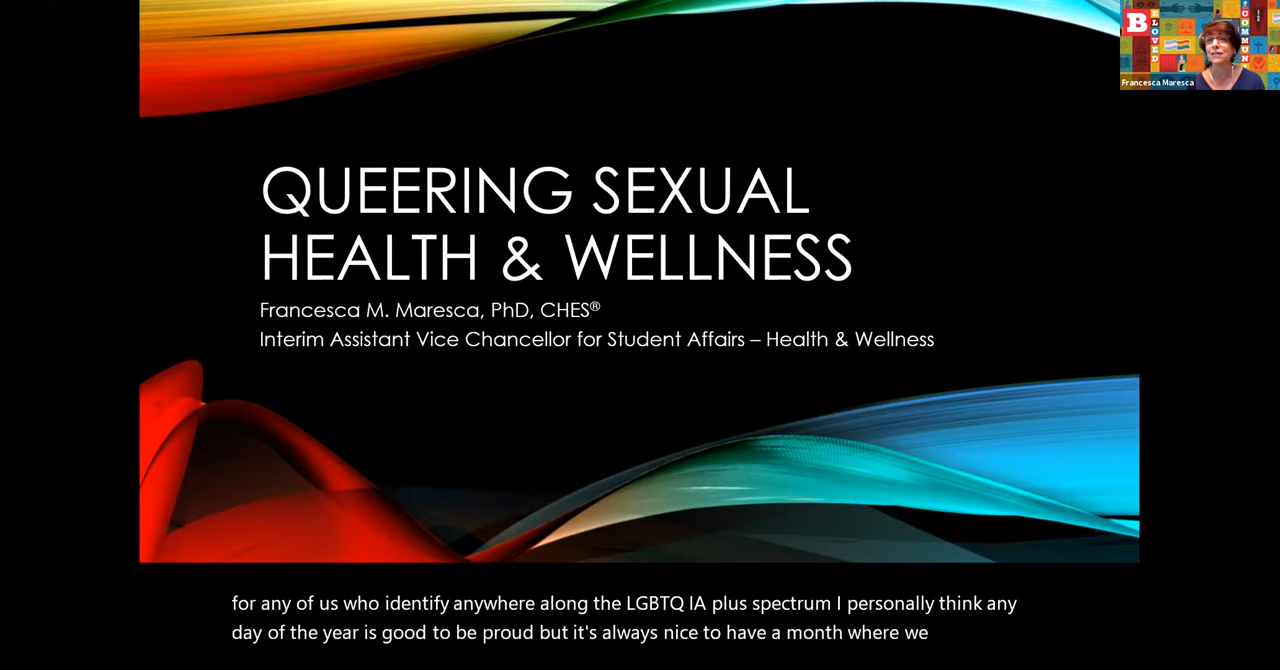 B
ELOVED
COMMUN
Francesca Maresca
QUEERING SEXUAL
HEALTH & WELLNESS
Francesca M. Maresca, PhD, CHES®
Interim Assistant Vice Chancellor for Student Affairs – Health & Wellness
for any of us who identify anywhere along the LGBTQ IA plus spectrum I personally think any
day of the year is good to be proud but it's always nice to have a month where we